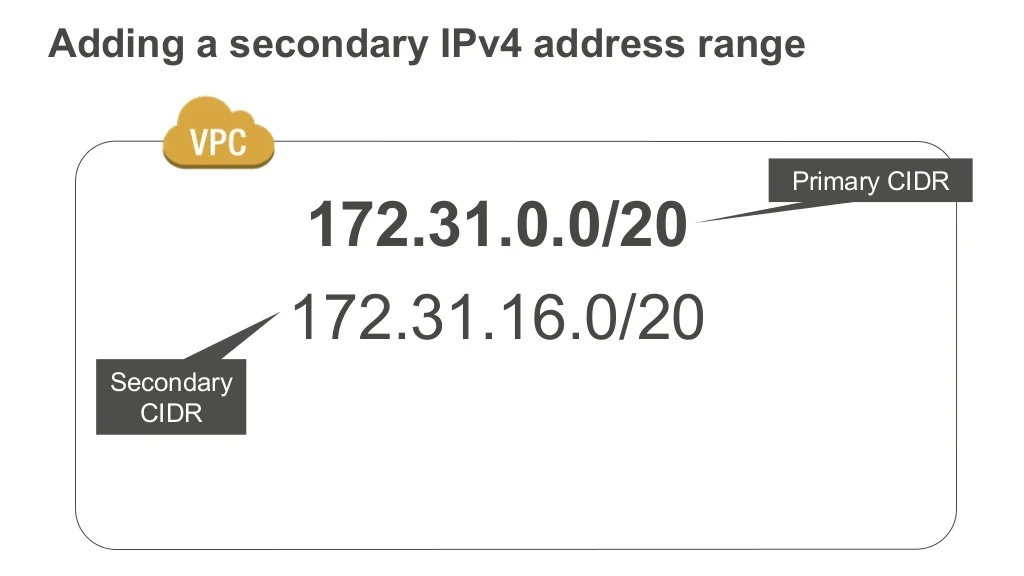 Adding a secondary IPv4 address range
VPC
Primary CIDR
172.31.0.0/20
172.31.16.0/20
Secondary
CIDR